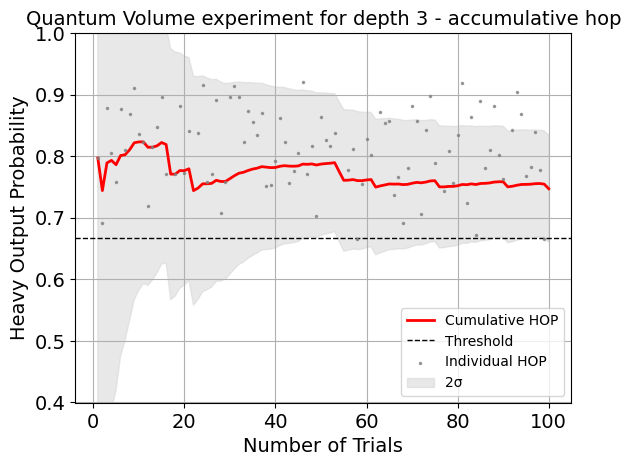 Quantum Volume experiment for depth 3 - accumulative hop
1.0
0.9
0.8
0.7
0.6
0.5
0.4
Heavy Output Probability
Cumulative HOP
Threshold
Individual HOP
2σ
0 20 40 60 80 100
Number of Trials